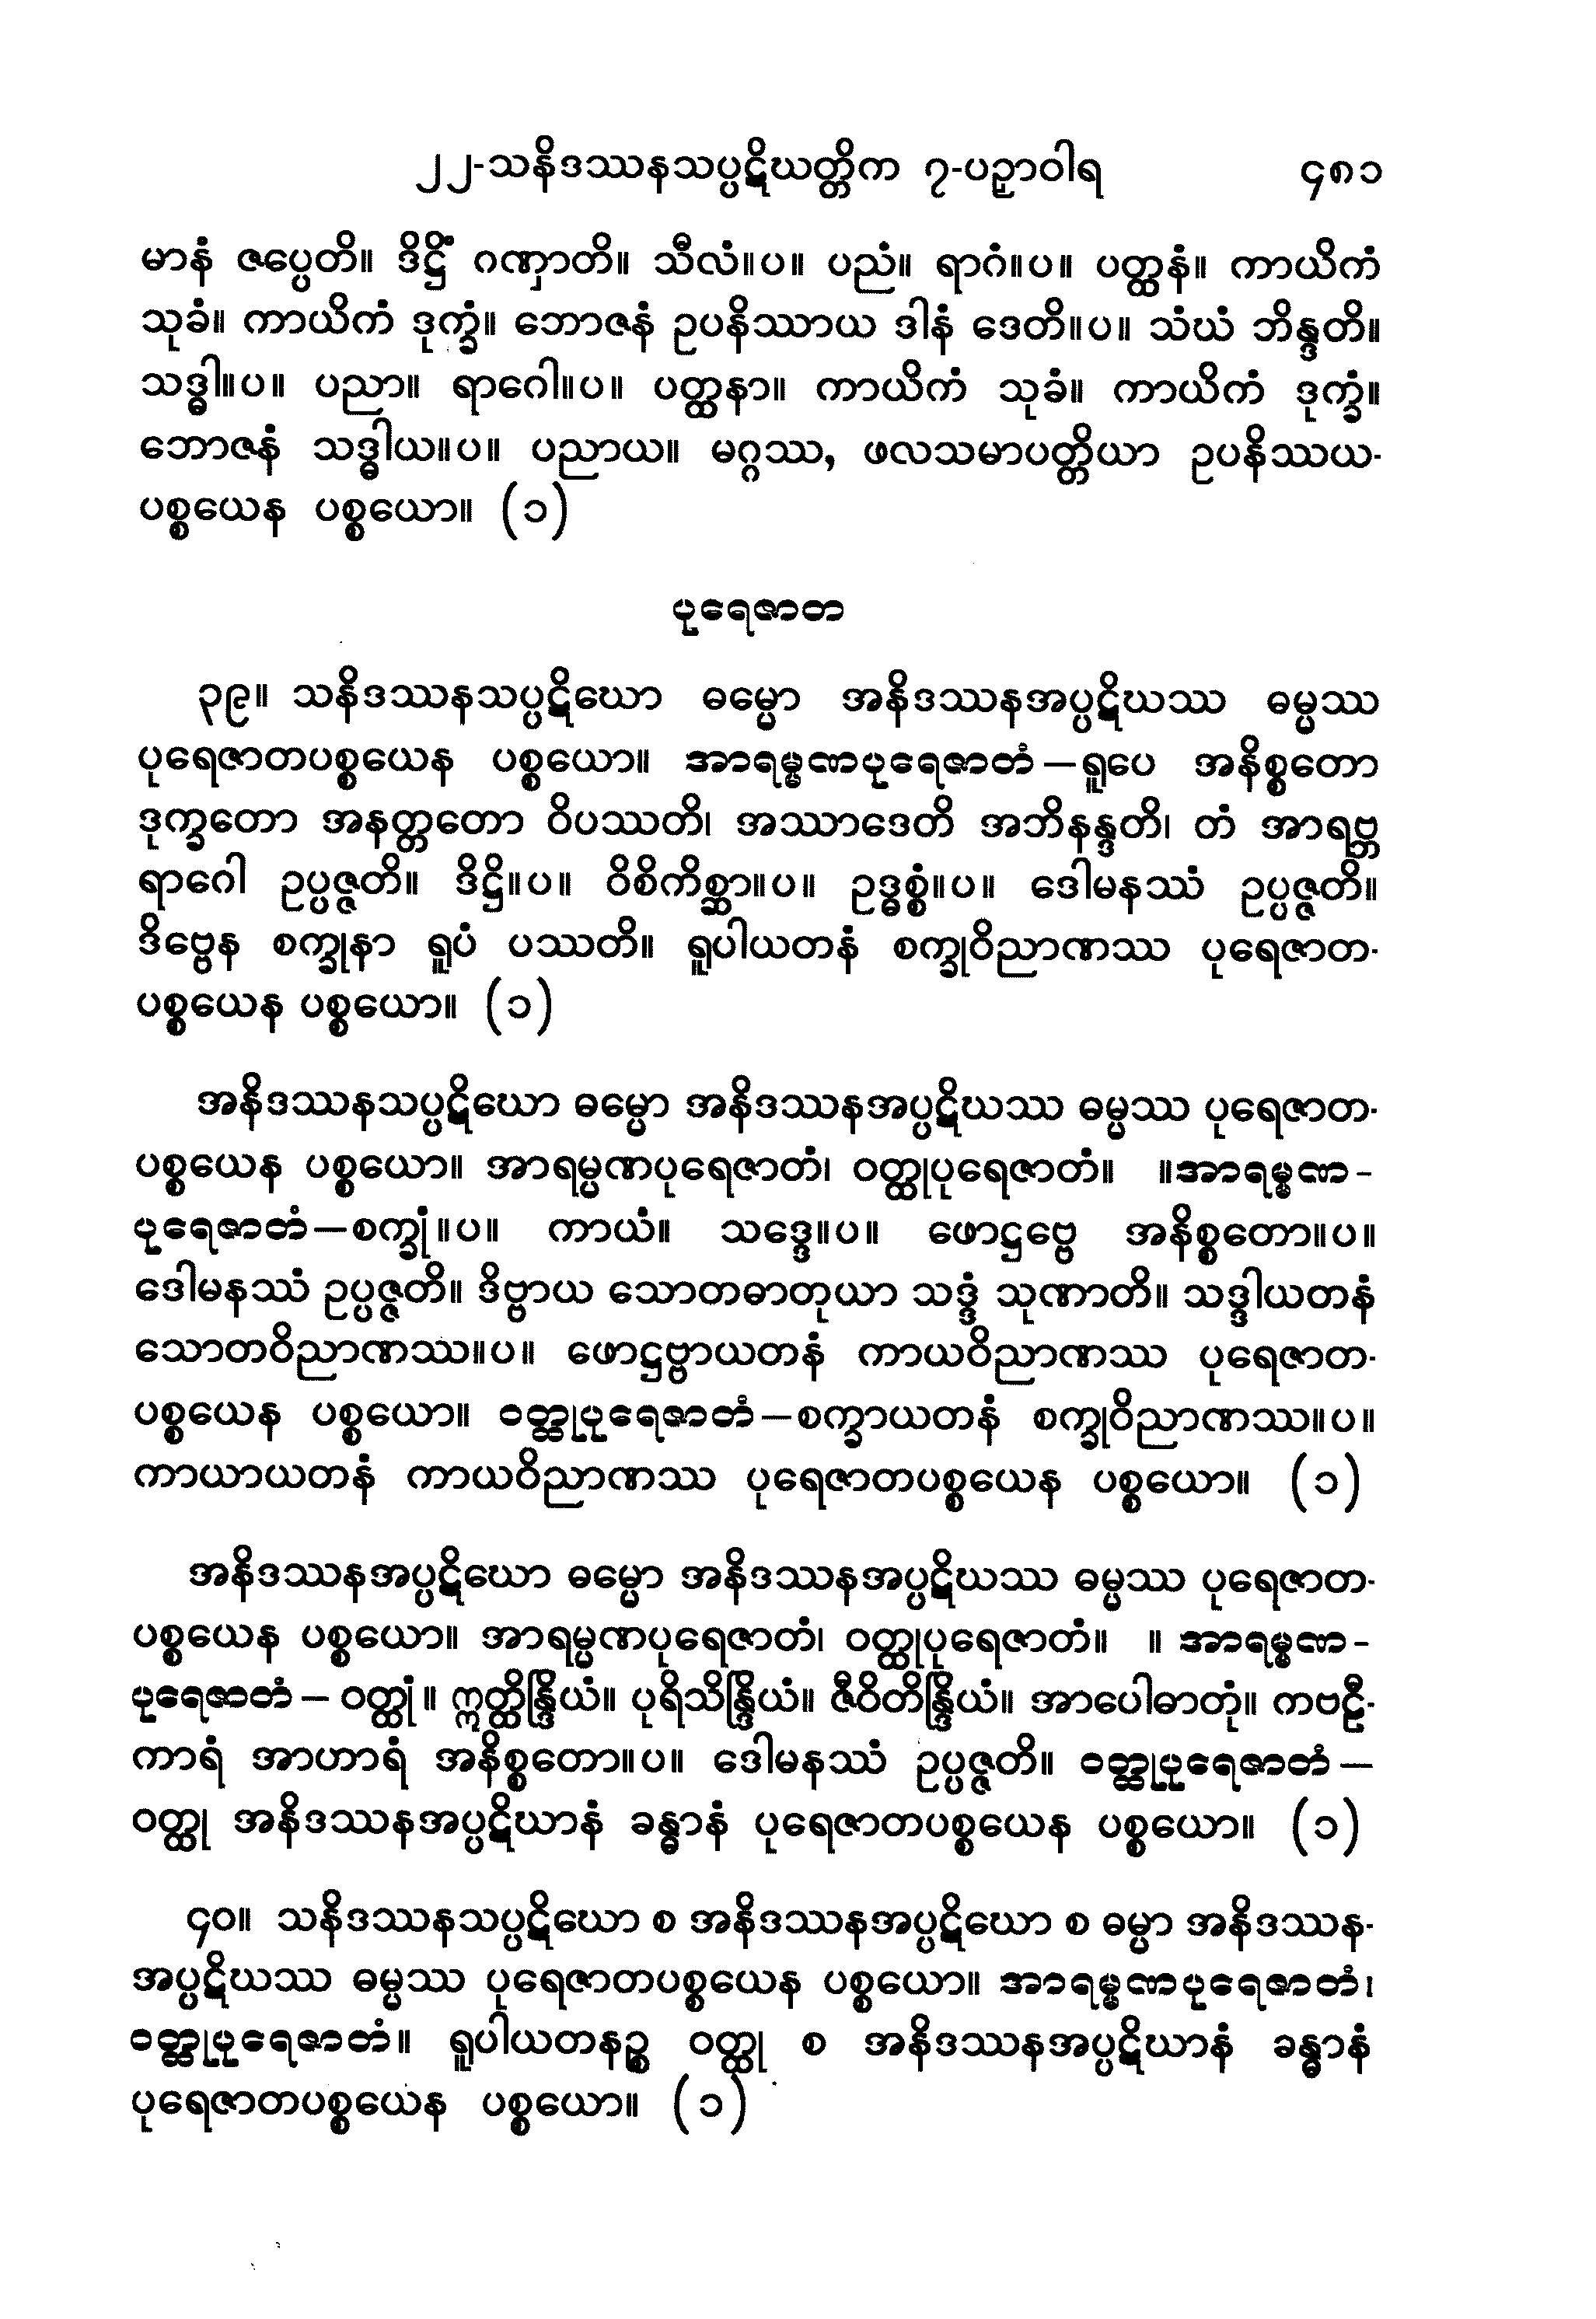 ၂၂-သနိဒဿနသပ္ပဋိဃတ္တိက ၇-ပဉှာဝါရ ၄၈၁
မာနံ ဇပ္ပေတိ။ ဒိဋ္ဌိံ ဂဏှာတိ။ သီလံ။ပ။ ပညံ။ ရာဂံ။ပ။ ပတ္ထနံ။ ကာယိကံ
သုခံ။ ကာယိကံ ဒုက္ခံ။ ဘောဇနံ ဥပနိဿာယ ဒါနံ ဒေတိ။ပ။ သံဃံ ဘိန္ဒတိ။
သဒ္ဓါ။ပ။ ပညာ။ ရာဂေါ။ပ။ ပတ္ထနာ။ ကာယိကံ သုခံ။ ကာယိကံ ဒုက္ခံ။
ဘောဇနံ သဒ္ဓါယ။ပ။ ပညာယ။ မဂ္ဂဿ, ဖလသမာပတ္တိယာ ဥပနိဿယ-
ပစ္စယေန ပစ္စယော။ (၁)
ပုရေဇာတ
၃၉။ သနိဒဿနသပ္ပဋိဃော ဓမ္မော အနိဒဿနအပ္ပဋိဃဿ ဓမ္မဿ
ပုရေဇာတပစ္စယေန ပစ္စယော။ အာရမ္မဏပုရေဇာတံ–ရူပေ အနိစ္စတော
ဒုက္ခတော အနတ္တတော ဝိပဿတိ၊ အဿာဒေတိ အဘိနန္ဒတိ၊ တံ အာရဗ္ဘ
ရာဂေါ ဥပ္ပဇ္ဇတိ။ ဒိဋ္ဌိ။ပ။ ဝိစိကိစ္ဆာ။ပ။ ဥဒ္ဓစ္စံ။ပ။ ဒေါမနဿံ ဥပ္ပဇ္ဇတိ။
ဒိဗ္ဗေန စက္ခုနာ ရူပံ ပဿတိ။ ရူပါယတနံ စက္ခုဝိညာဏဿ ပုရေဇာတ-
ပစ္စယေန ပစ္စယော။ (၁)
အနိဒဿနသပ္ပဋိဃော ဓမ္မော အနိဒဿနအပ္ပဋိဃဿ ဓမ္မဿ ပုရေဇာတ-
ပစ္စယေန ပစ္စယော။ အာရမ္မဏပုရေဇာတံ၊ ဝတ္ထုပုရေဇာတံ။ ။အာရမ္မဏ-
ပုရေဇာတံ–စက္ခုံ။ပ။ ကာယံ။ သဒ္ဒေ။ပ။ ဖောဋ္ဌဗ္ဗေ အနိစ္စတော။ပ။
ဒေါမနဿံ ဥပ္ပဇ္ဇတိ။ ဒိဗ္ဗာယ သောတဓာတုယာ သဒ္ဒံ သုဏာတိ။ သဒ္ဒါယတနံ
သောတဝိညာဏဿ။ပ။ ဖောဋ္ဌဗ္ဗာယတနံ ကာယဝိညာဏဿ ပုရေဇာတ-
ပစ္စယေန ပစ္စယော။ ဝတ္ထုပုရေဇာတံ–စက္ခာယတနံ စက္ခုဝိညာဏဿ။ပ။
ကာယာယတနံ ကာယဝိညာဏဿ ပုရေဇာတပစ္စယေန ပစ္စယော။ (၁)
အနိဒဿနအပ္ပဋိဃော ဓမ္မော အနိဒဿနအပ္ပဋိဃဿ ဓမ္မဿ ပုရေဇာတ-
ပစ္စယေန ပစ္စယော။ အာရမ္မဏပုရေဇာတံ၊ ဝတ္ထုပုရေဇာတံ။ ။ အာရမ္မဏ-
ပုရေဇာတံ – ဝတ္ထုံ။ ဣတ္ထိန္ဒြိယံ။ ပုရိသိန္ဒြိယံ။ ဇီဝိတိန္ဒြိယံ။ အာပေါဓာတုံ။ ကဗဠီ-
ကာရံ အာဟာရံ အနိစ္စတော။ပ။ ဒေါမနဿံ ဥပ္ပဇ္ဇတိ။ ဝတ္ထုပုရေဇာတံ –
ဝတ္ထု အနိဒဿနအပ္ပဋိဃာနံ ခန္ဓာနံ ပုရေဇာတပစ္စယေန ပစ္စယော။ (၁)
၄၀။ သနိဒဿနသပ္ပဋိဃော စ အနိဒဿနအပ္ပဋိဃော စ ဓမ္မာ အနိဒဿန-
အပ္ပဋိဃဿ ဓမ္မဿ ပုရေဇာတပစ္စယေန ပစ္စယော။ အာရမ္မဏပုရေဇာတံ၊
ဝတ္ထုပုရေဇာတံ။ ရူပါယတနဉ္စ ဝတ္ထု စ အနိဒဿနအပ္ပဋိဃာနံ ခန္ဓာနံ
ပုရေဇာတပစ္စယေန ပစ္စယော။ (၁)